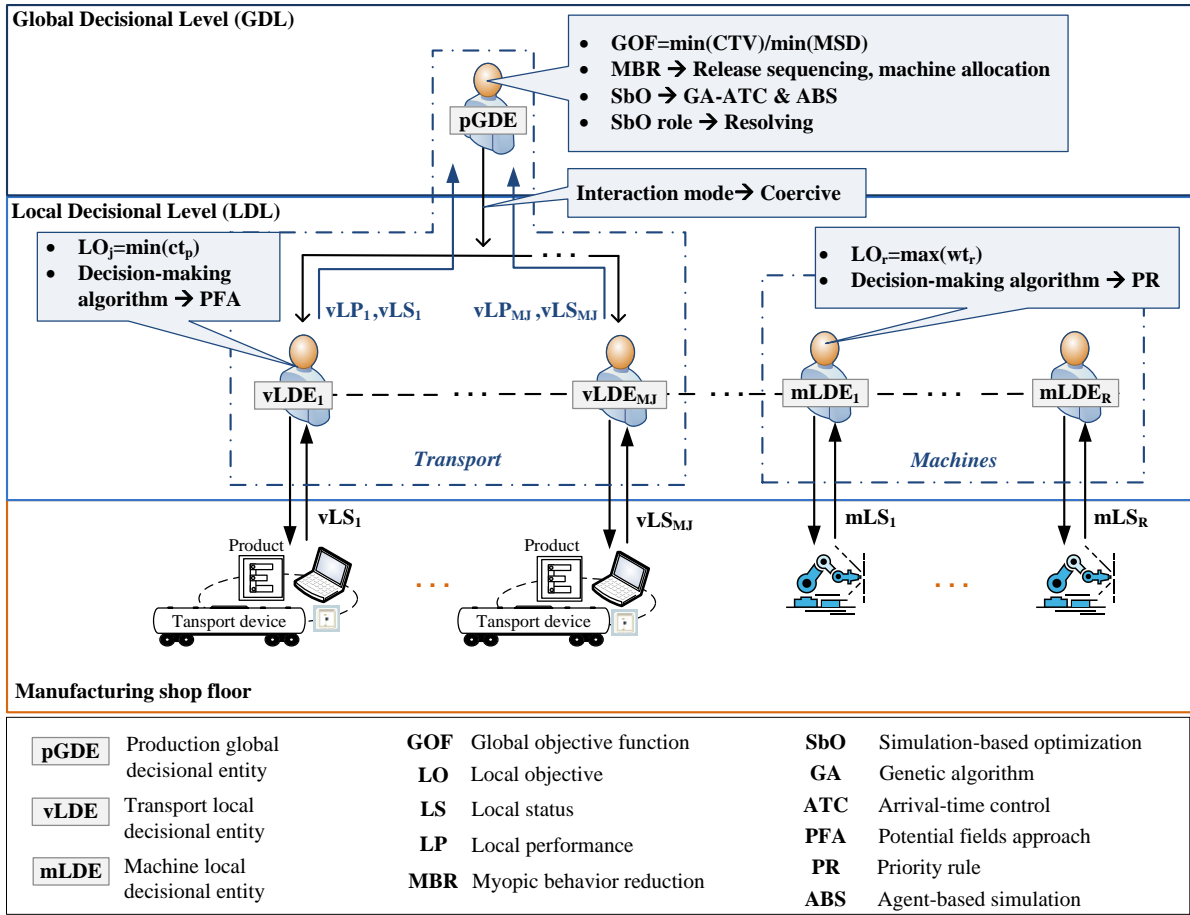 Global Decisional Level (GDL)
• GOF=min(CTV)/min(MSD)
• MBR → Release sequencing, machine allocation
• SbO → GA-ATC & ABS
• SbO role → Resolving
pGDE
Interaction mode → Coercive
Local Decisional Level (LDL)
• LOj=min(ctp)
• Decision-making
algorithm → PFA
• LOr=max(wtr)
• Decision-making algorithm → PR
...
vLP1,vLS1
vLPMJ,vLSMJ
vLDE1
...
vLDEMJ
...
mLDE1
...
mLDER
Transport
Machines
vLS1
vLSMJ
mLS1
mLSR
Product
Tansport device
...
Product
Tansport device
...
Manufacturing shop floor
pGDE Production global
decisional entity
vLDE Transport local
decisional entity
mLDE Machine local
decisional entity
GOF Global objective function
LO Local objective
LS Local status
LP Local performance
MBR Myopic behavior reduction
SbO Simulation-based optimization
GA Genetic algorithm
ATC Arrival-time control
PFA Potential fields approach
PR Priority rule
ABS Agent-based simulation